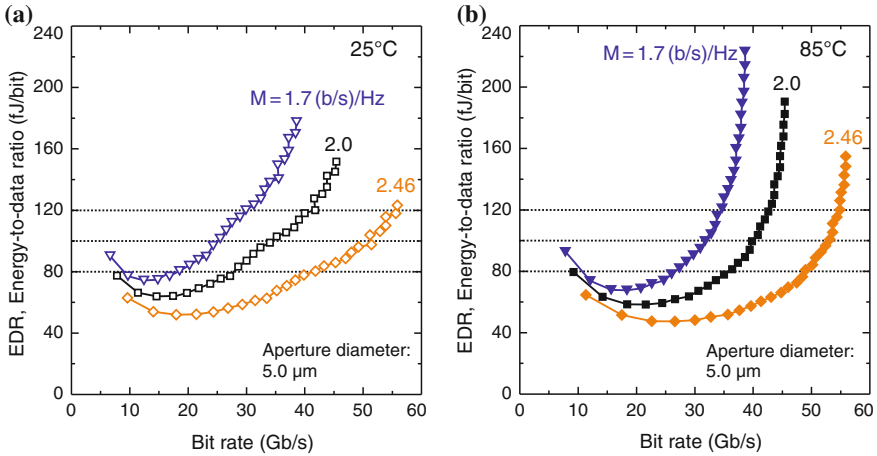 (a)
EDR, Energy-to-data ratio (fJ/bit)
240
200
160
120
80
40
0
25°C
M = 1.7 (b/s)/Hz
2.0
2.46
Aperture diameter:
5.0 µm
0 10 20 30 40 50 60
Bit rate (Gb/s)
(b)
EDR, Energy-to-data ratio (fJ/bit)
240
200
160
120
80
40
0
85°C
M = 1.7 (b/s)/Hz
2.0
2.46
Aperture diameter:
5.0 µm
0 10 20 30 40 50 60
Bit rate (Gb/s)